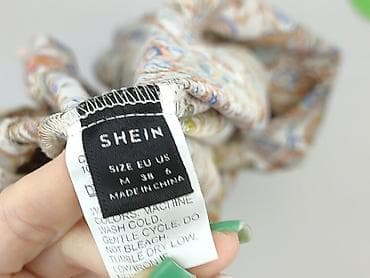 SHEIN
SIZE EU US
M 38 6
MADE IN CHINA
COLORS. MACHINE
WASH COLD.
GENTLE CYCLE. DO
NOT BLEACH.
TUMBLE DRY LOW.